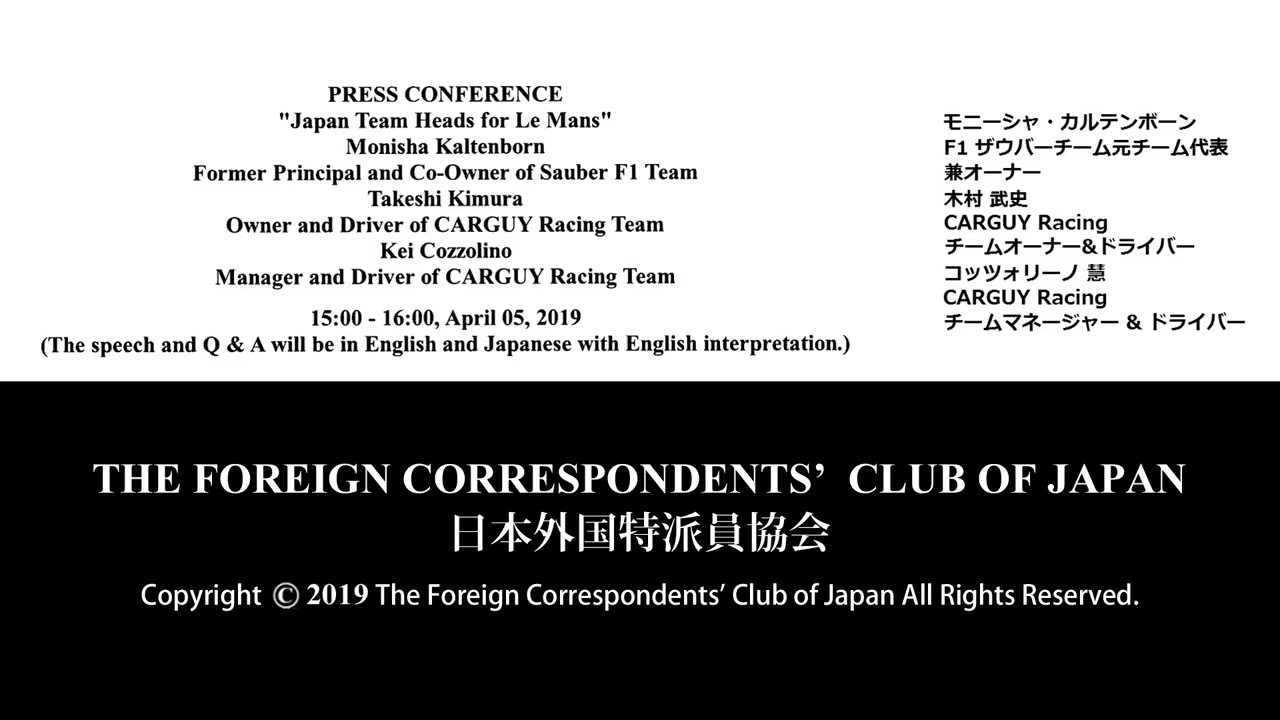 PRESS CONFERENCE
"Japan Team Heads for Le Mans"
Monisha Kaltenborn
Former Principal and Co-Owner of Sauber F1 Team
Takeshi Kimura
Owner and Driver of CARGUY Racing Team
Kei Cozzolino
Manager and Driver of CARGUY Racing Team
15:00 - 16:00, April 05, 2019
(The speech and Q & A will be in English and Japanese with English interpretation.)
モニーシャ・カルテンボーン
F1 ザウバーチーム元チーム代表
兼オーナー
木村 武史
CARGUY Racing
チームオーナー&ドライバー
コッツォリーノ 慧
CARGUY Racing
チームマネージャー & ドライバー
THE FOREIGN CORRESPONDENTS’ CLUB OF JAPAN
日本外国特派員協会
Copyright © 2019 The Foreign Correspondents’ Club of Japan All Rights Reserved.